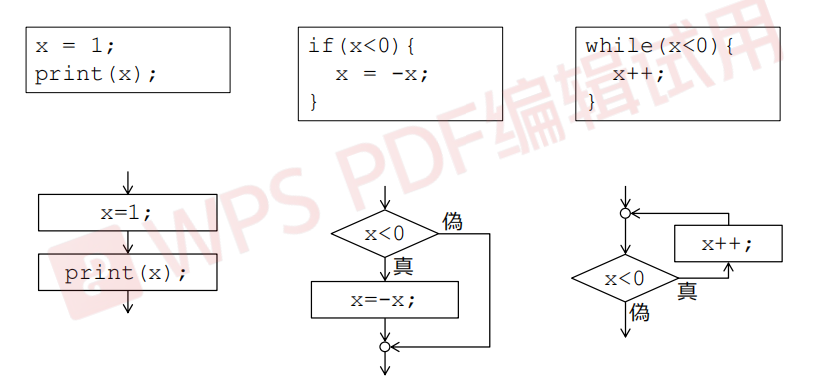 x = 1;
print(x);
if(x<0){
x = -x;
}
while(x<0){
x++;
}
x=1;
print(x);
x<0
偽
真
x=-x;
x++;
x<0
真
偽
WPS PDF编辑试用